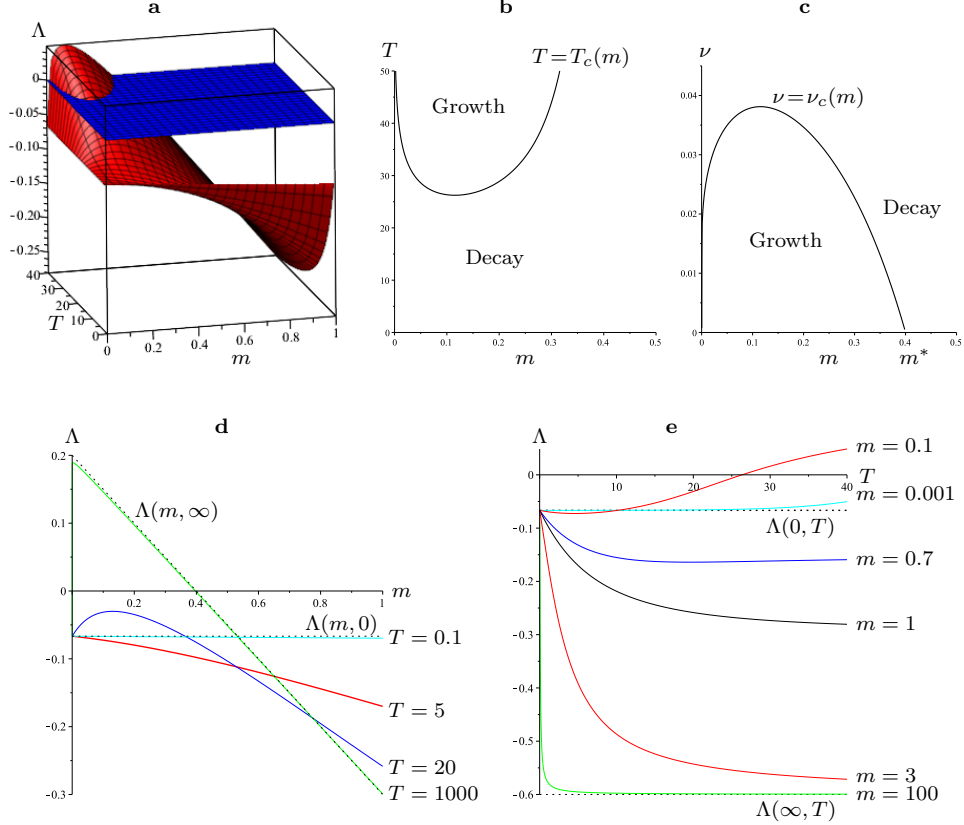 a
Λ
0
-0.05
-0.10
-0.15
-0.20
-0.25
40
30
20
10
0
T
0
0.2
0.4
0.6
0.8
1
m
b
T
T = T_c(m)
50
40
30
20
10
0
Growth
Decay
0
0.1
0.2
0.3
0.4
0.5
m
c
ν
ν = ν_c(m)
0.04
0.03
0.02
0.01
0
Growth
Decay
0
0.1
0.2
0.3
0.4
0.5
m
m*
d
Λ
0.2
0.1
0
-0.1
-0.2
-0.3
Λ(m, ∞)
0.2
0.4
0.6
0.8
1
m
Λ(m, 0)
T = 0.1
T = 5
T = 20
T = 1000
e
Λ
0
-0.1
-0.2
-0.3
-0.4
-0.5
-0.6
10
20
30
40
T
m = 0.1
m = 0.001
Λ(0, T)
m = 0.7
m = 1
m = 3
m = 100
Λ(∞, T)